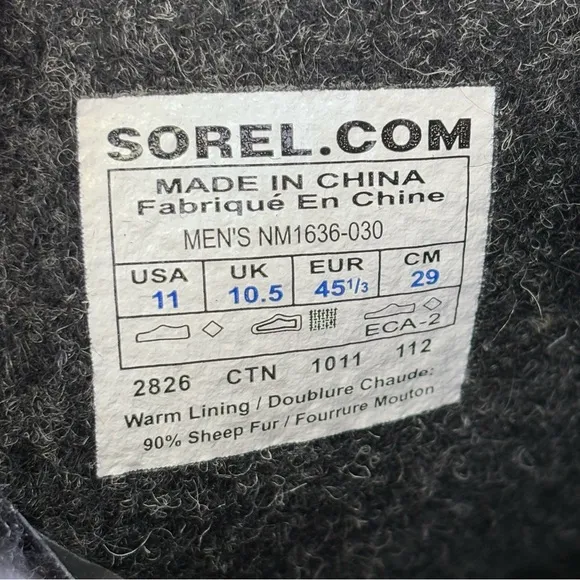 SOREL.COM
MADE IN CHINA
Fabriqué En Chine
MEN'S NM1636-030
USA UK EUR CM
11 10.5 45 1/3 29
ECA-2
2826 CTN 1011 112
Warm Lining / Doublure Chaude:
90% Sheep Fur / Fourrure Mouton